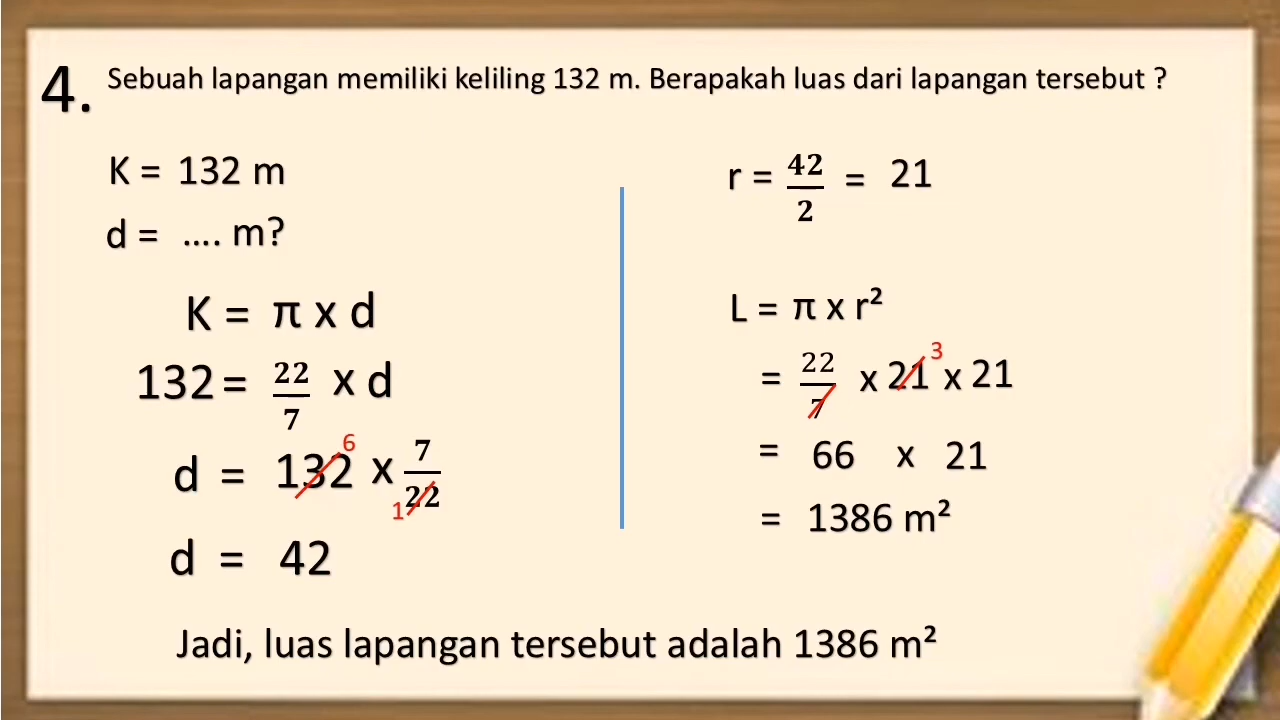 4. Sebuah lapangan memiliki keliling 132 m. Berapakah luas dari lapangan tersebut ?
K = 132 m
d = .... m?
K = π x d
132 = 22/7 x d
d = 132 6 x 7/22 1
d = 42
r = 42/2 = 21
L = π x r²
= 22/7 x 21 3 x 21
= 66 x 21
= 1386 m²
Jadi, luas lapangan tersebut adalah 1386 m²